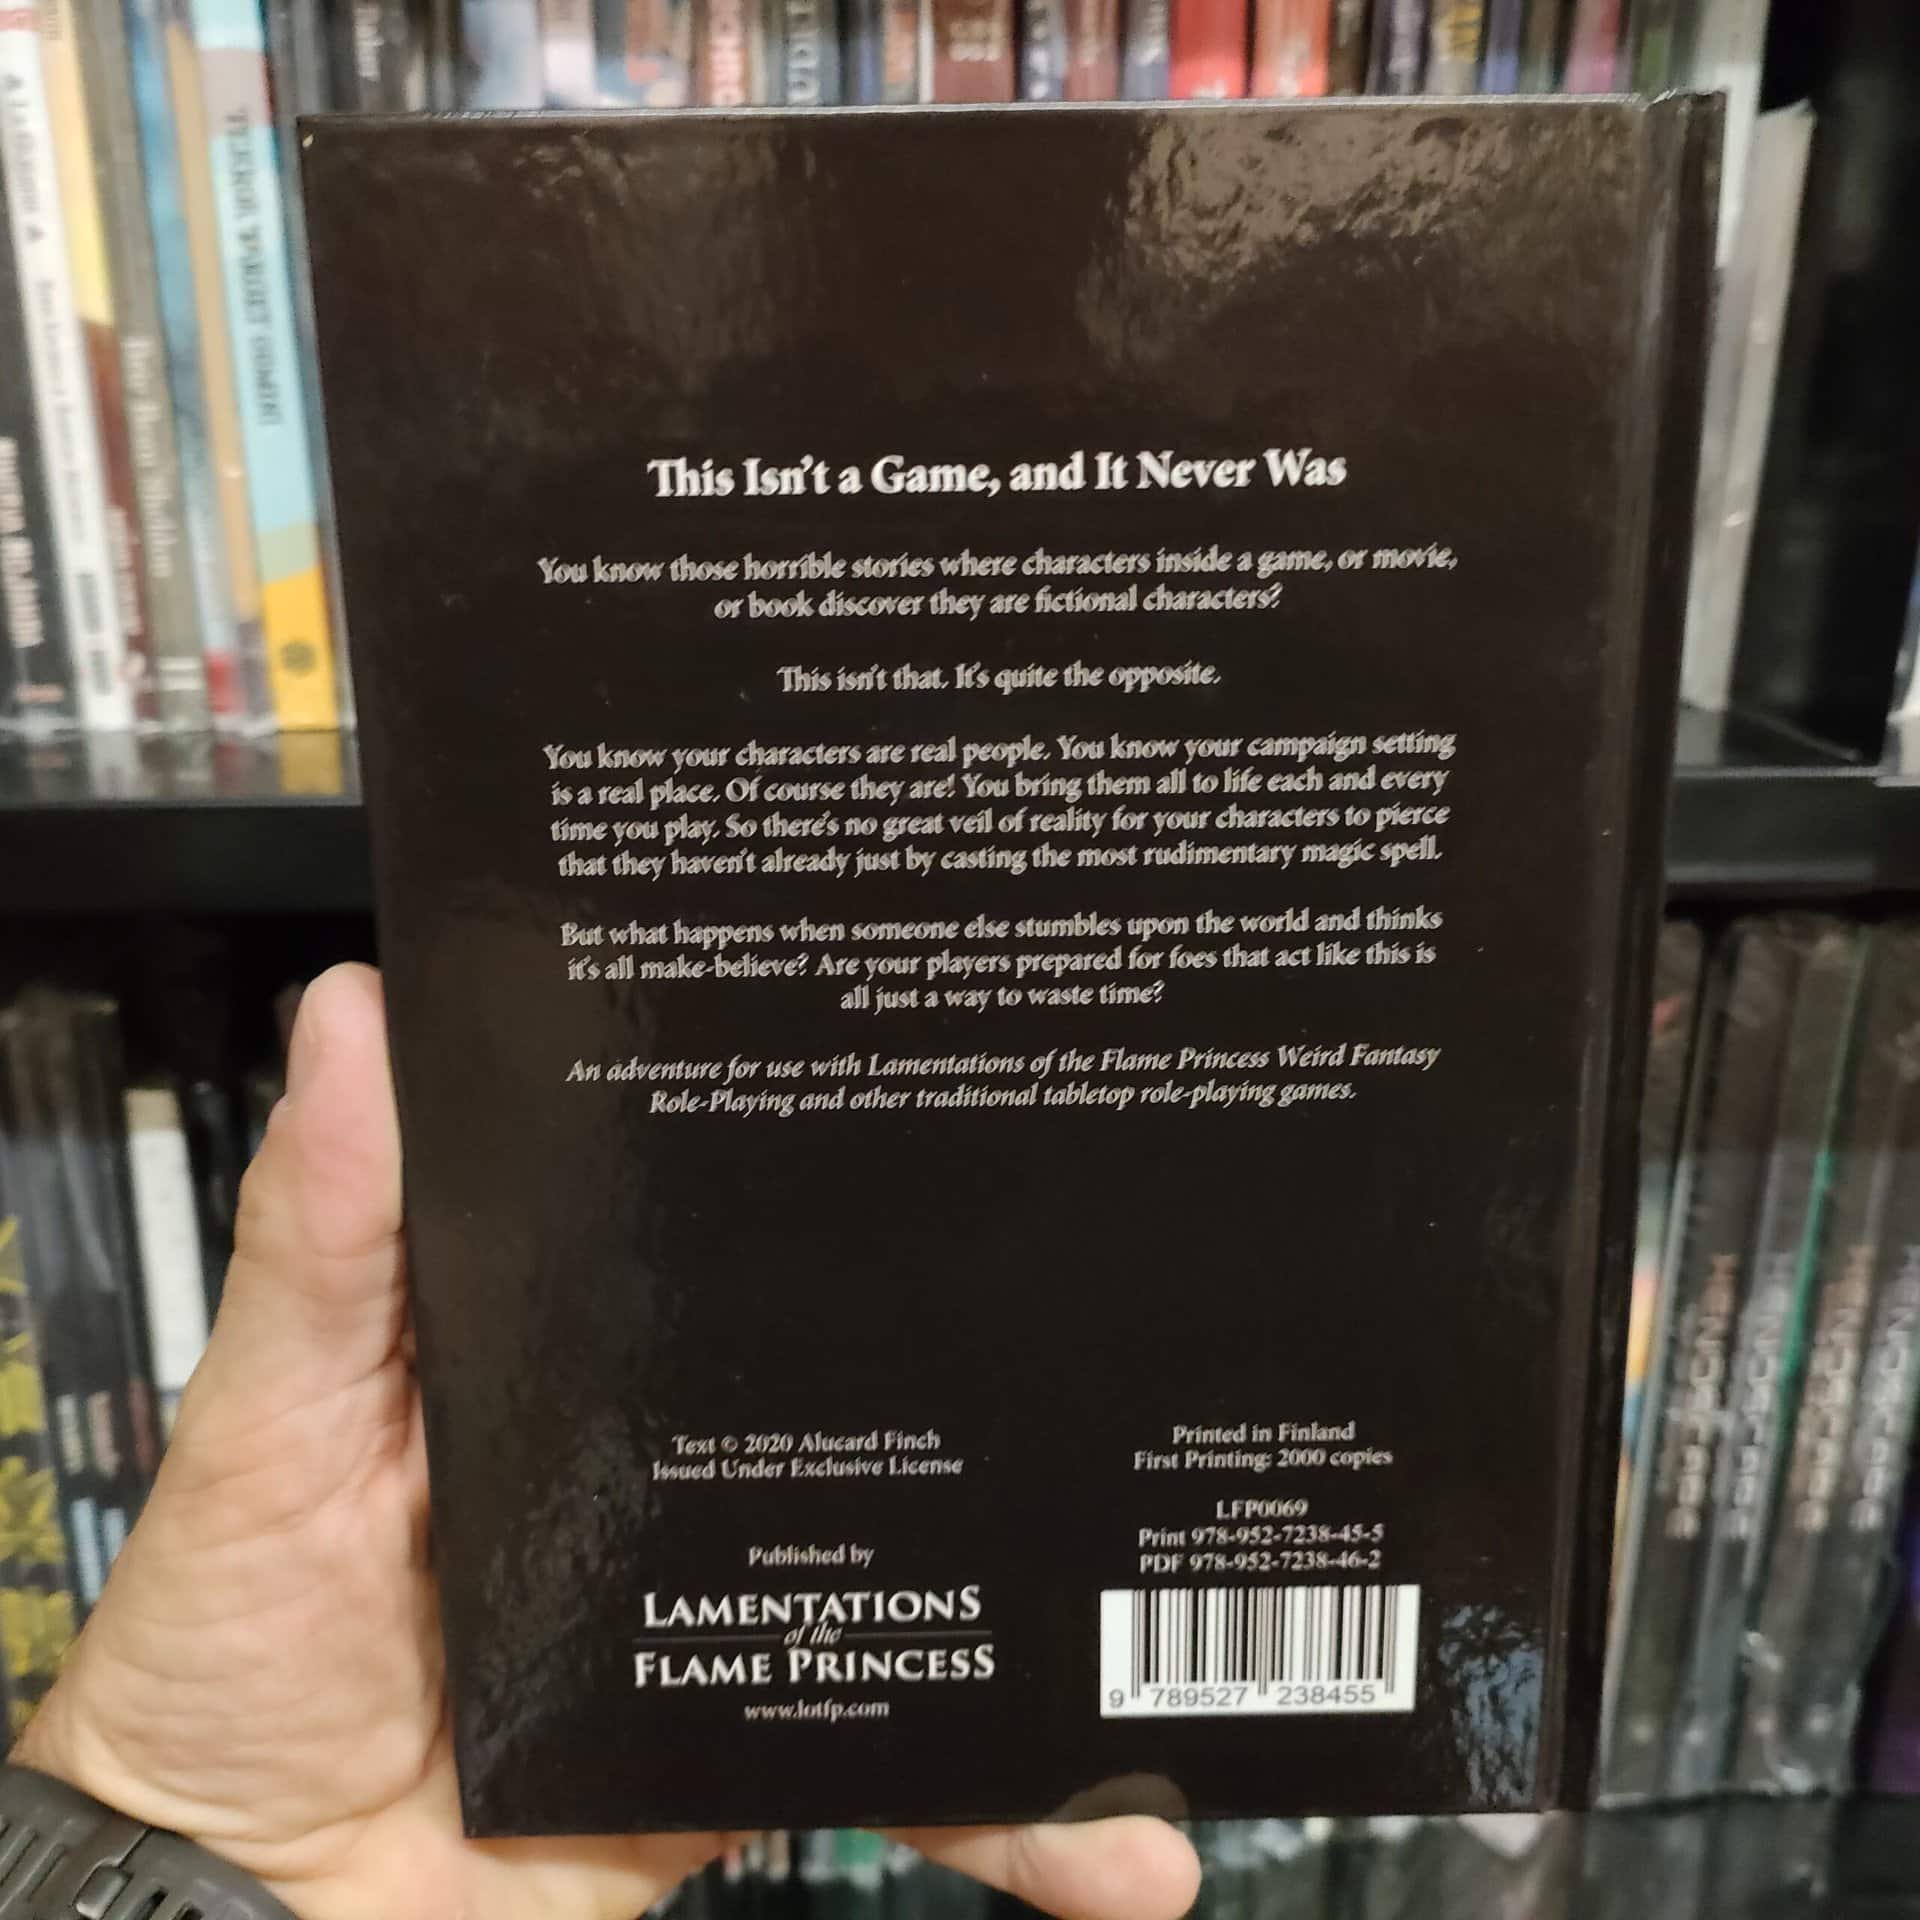 TICKET TARGET COMIN
This Isn't a Game, and It Never Was
You know those horrible stories where characters inside a game, or movie,
or book discover they are fictional characters?
This isn't that. It's quite the opposite.
You know your characters are real people. You know your campaign setting
is a real place. Of course they are! You bring them all to life each and every
time you play. So there's no great veil of reality for your characters to pierce
that they haven't already just by casting the most rudimentary magic spell.
But what happens when someone else stumbles upon the world and thinks
it's all make-believe? Are your players prepared for foes that act like this is
all just a way to waste time?
An adventure for use with Lamentations of the Flame Princess Weird Fantasy
Role-Playing and other traditional tabletop role-playing games.
Text © 2020 Alucard Finch
Issued Under Exclusive License
Published by
LAMENTATIONS
of the
FLAME PRINCESS
www.lotfp.com
Printed in Finland
First Printing: 2000 copies
LFP0069
Print 978-952-7238-45-5
PDF 978-952-7238-46-2
9 789527 238455